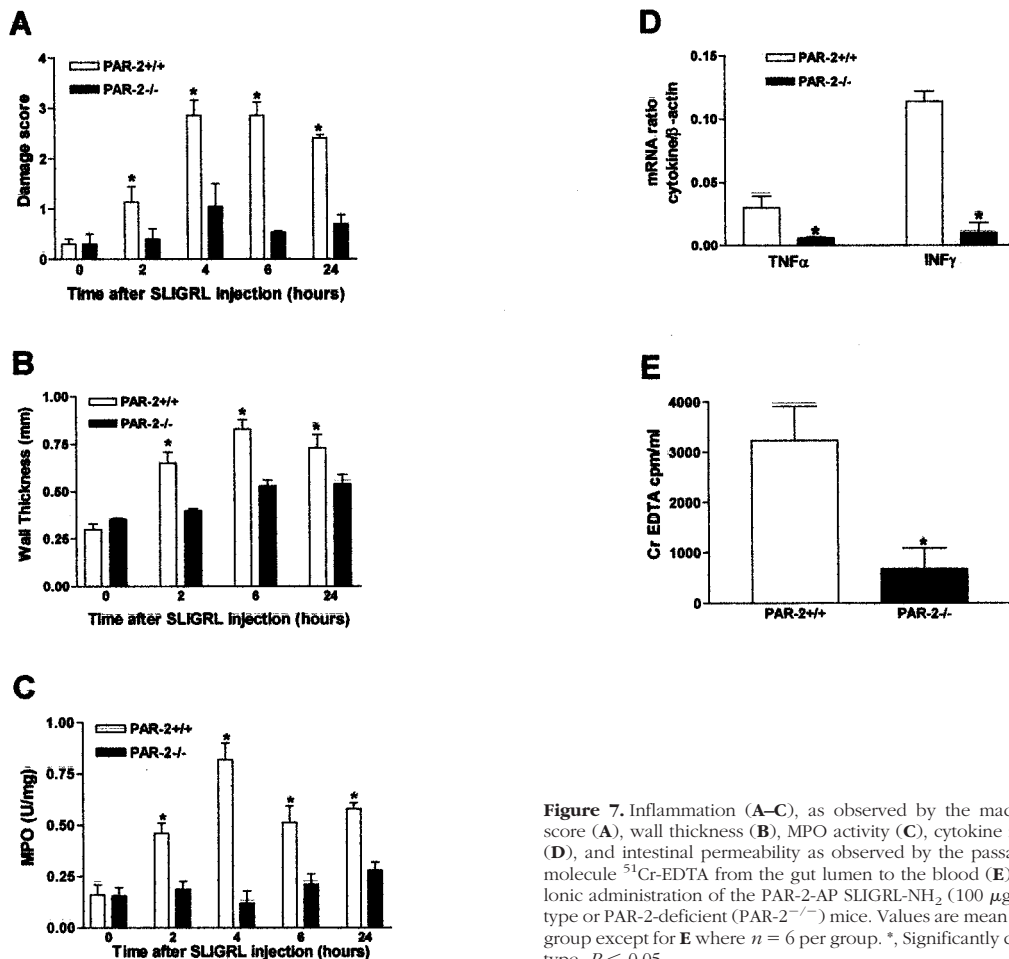 A
4
3
2
1
0
Damage score
PAR-2+/+
PAR-2-/-
*
*
*
*
0 2 4 6 24
Time after SLIGRL injection (hours)
B
1.00
0.75
0.50
0.25
0.00
Wall Thickness (mm)
PAR-2+/+
PAR-2-/-
*
*
*
0 2 6 24
Time after SLIGRL injection (hours)
C
1.00
0.75
0.50
0.25
0.00
MPO (U/mg)
PAR-2+/+
PAR-2-/-
*
*
*
*
0 2 4 6 24
Time after SLIGRL injection (hours)
D
0.15
0.10
0.05
0.00
mRNA ratio
cytokine/β-actin
PAR-2+/+
PAR-2-/-
*
*
TNFα INFγ
E
4000
3000
2000
1000
0
Cr EDTA cpm/ml
*
PAR-2+/+ PAR-2-/-
Figure 7. Inflammation (A–C), as observed by the mac
score (A), wall thickness (B), MPO activity (C), cytokine
(D), and intestinal permeability as observed by the passa
molecule ⁵¹Cr-EDTA from the gut lumen to the blood (E)
lonic administration of the PAR-2-AP SLIGRL-NH₂ (100 μg
type or PAR-2-deficient (PAR-2⁻/⁻) mice. Values are mean
group except for E where n = 6 per group. *, Significantly